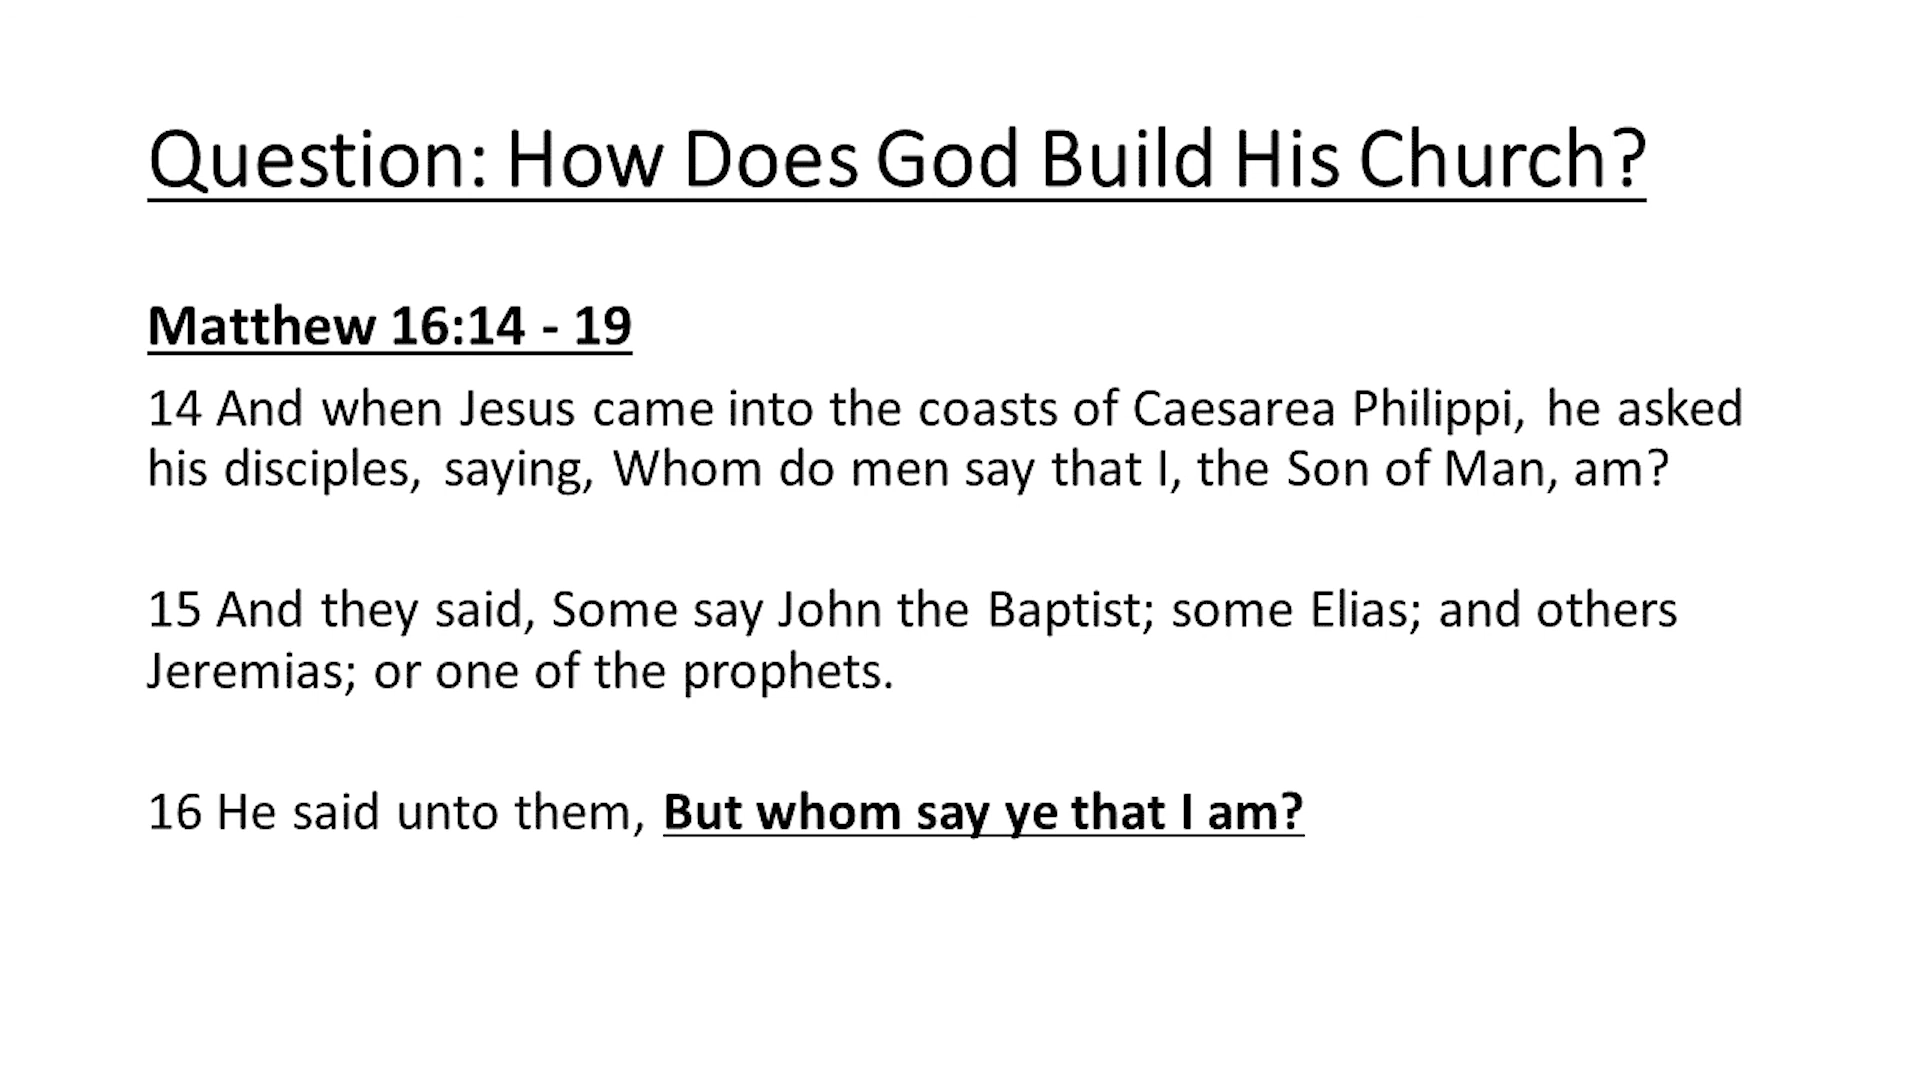 Question: How Does God Build His Church?
Matthew 16:14 - 19
14 And when Jesus came into the coasts of Caesarea Philippi, he asked
his disciples, saying, Whom do men say that I, the Son of Man, am?
15 And they said, Some say John the Baptist; some Elias; and others
Jeremias; or one of the prophets.
16 He said unto them, But whom say ye that I am?